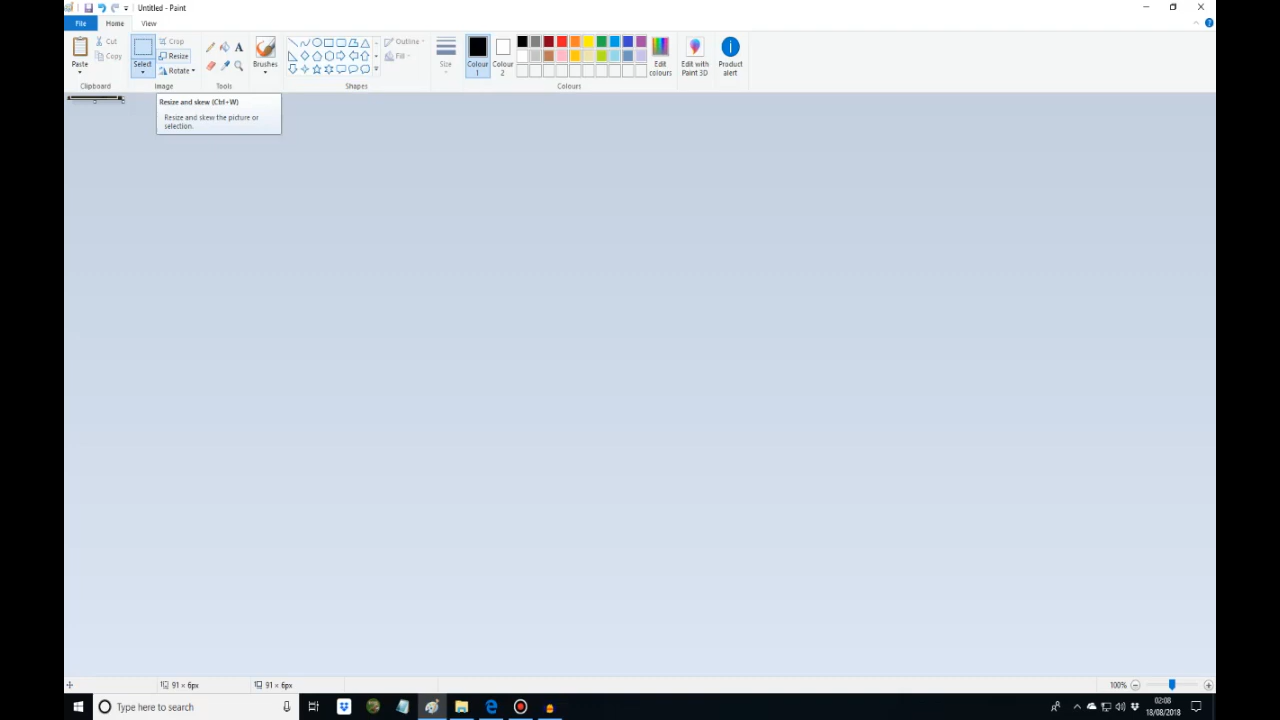 Untitled - Paint
File Home View
Paste
Cut
Copy
Clipboard
Select
Crop
Resize
Rotate
Image
A
Tools
Brushes
Outline
Fill
Shapes
Size
Colour 1
Colour 2
Edit colours
Edit with Paint 3D
Product alert
Colours
Resize and skew (Ctrl+W)
Resize and skew the picture or
selection.
91 × 6px 91 × 6px 100%
Type here to search
02:08
18/08/2018